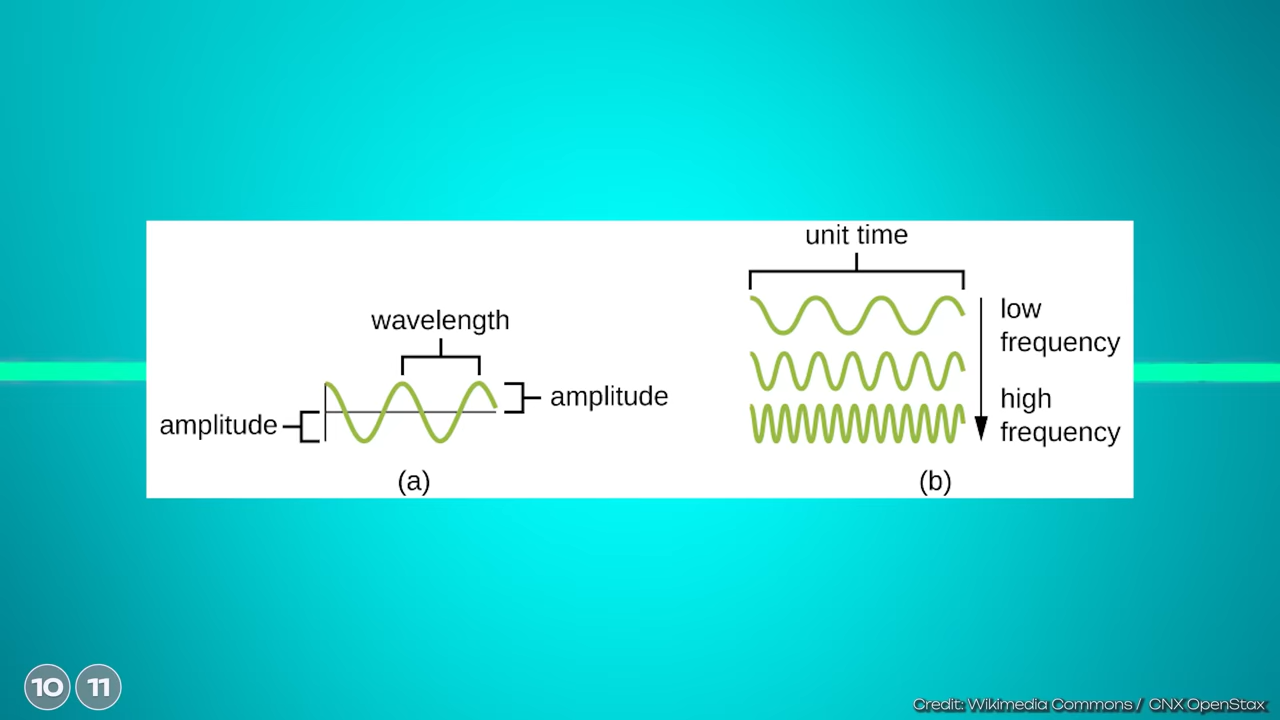 unit time
wavelength
amplitude
amplitude
low
frequency
high
frequency
(a)
(b)
10 11
Credit: Wikimedia Commons / CNX OpenStax